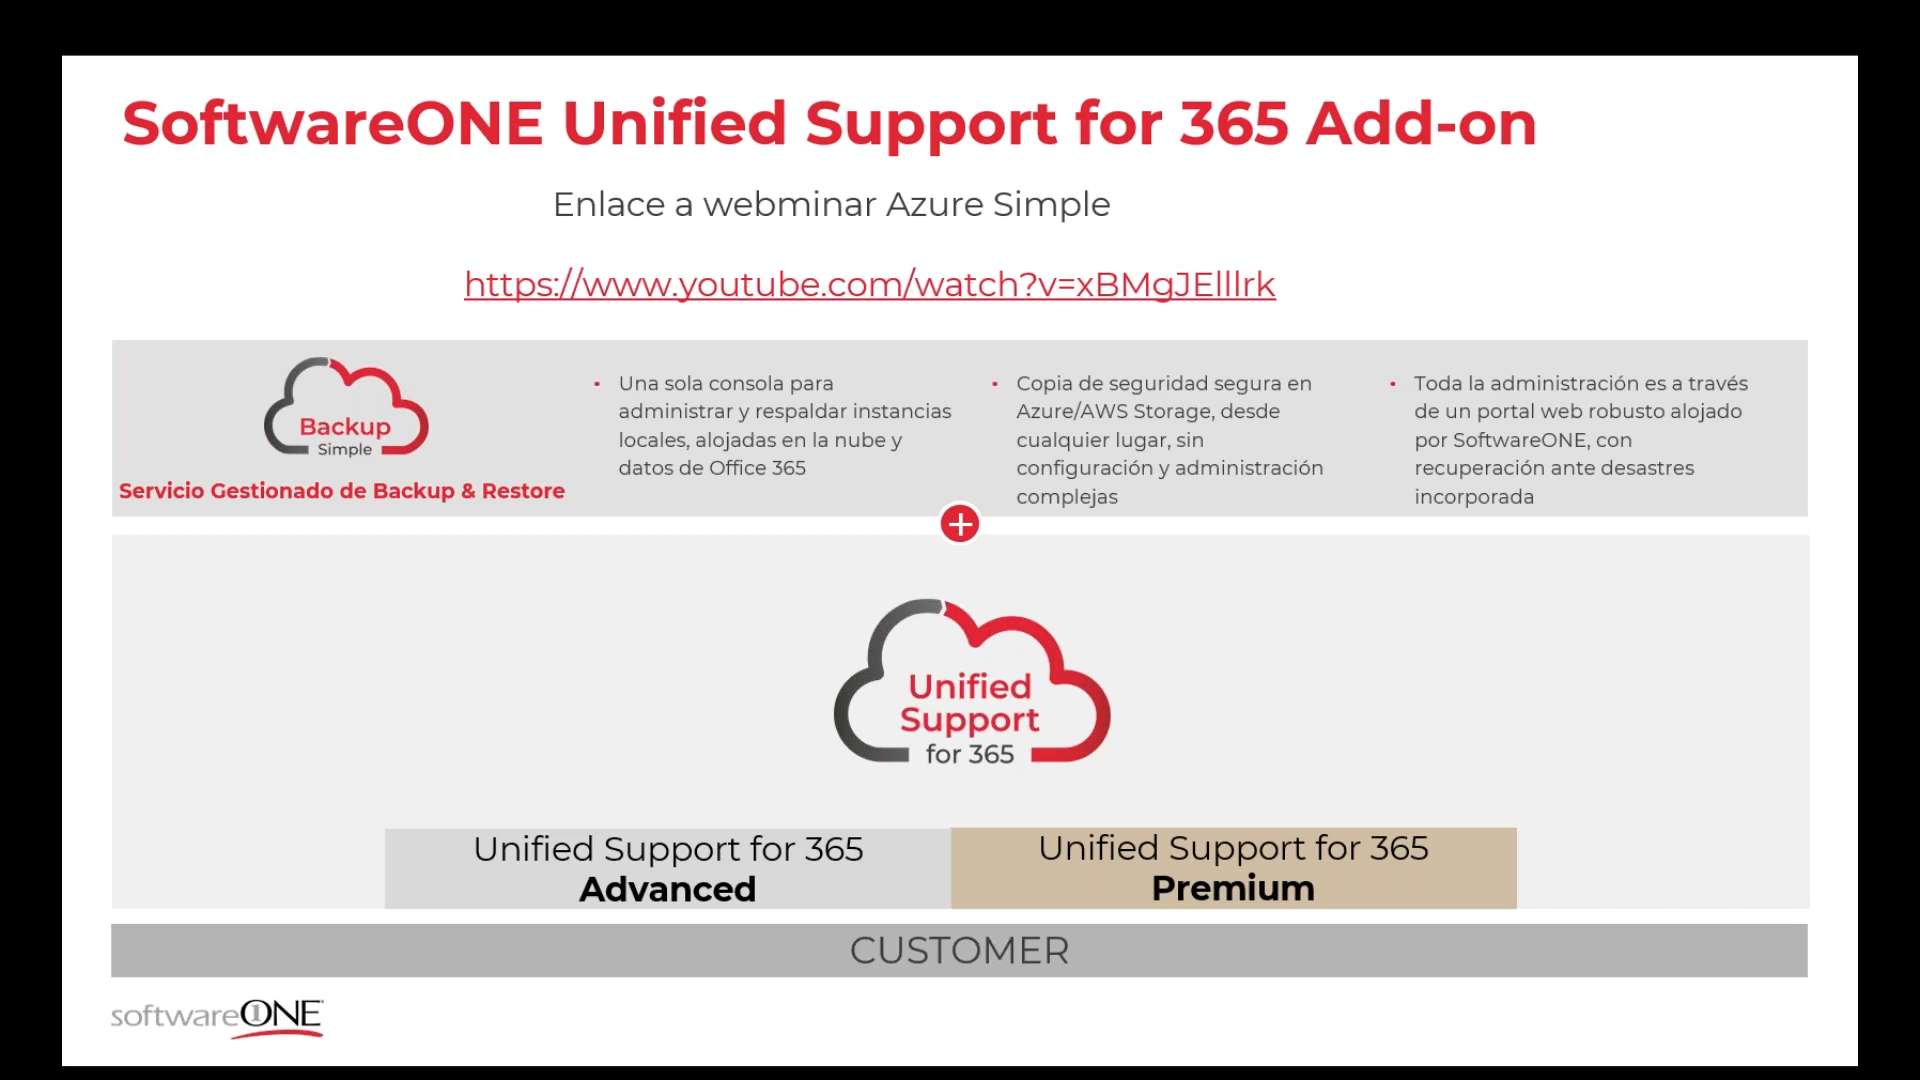 SoftwareONE Unified Support for 365 Add-on
Enlace a webminar Azure Simple
https://www.youtube.com/watch?v=xBMgJElllrk
Backup
Simple
Servicio Gestionado de Backup & Restore
• Una sola consola para
administrar y respaldar instancias
locales, alojadas en la nube y
datos de Office 365
• Copia de seguridad segura en
Azure/AWS Storage, desde
cualquier lugar, sin
configuración y administración
complejas
• Toda la administración es a través
de un portal web robusto alojado
por SoftwareONE, con
recuperación ante desastres
incorporada
Unified
Support
for 365
Unified Support for 365
Advanced
Unified Support for 365
Premium
CUSTOMER
softwareONE